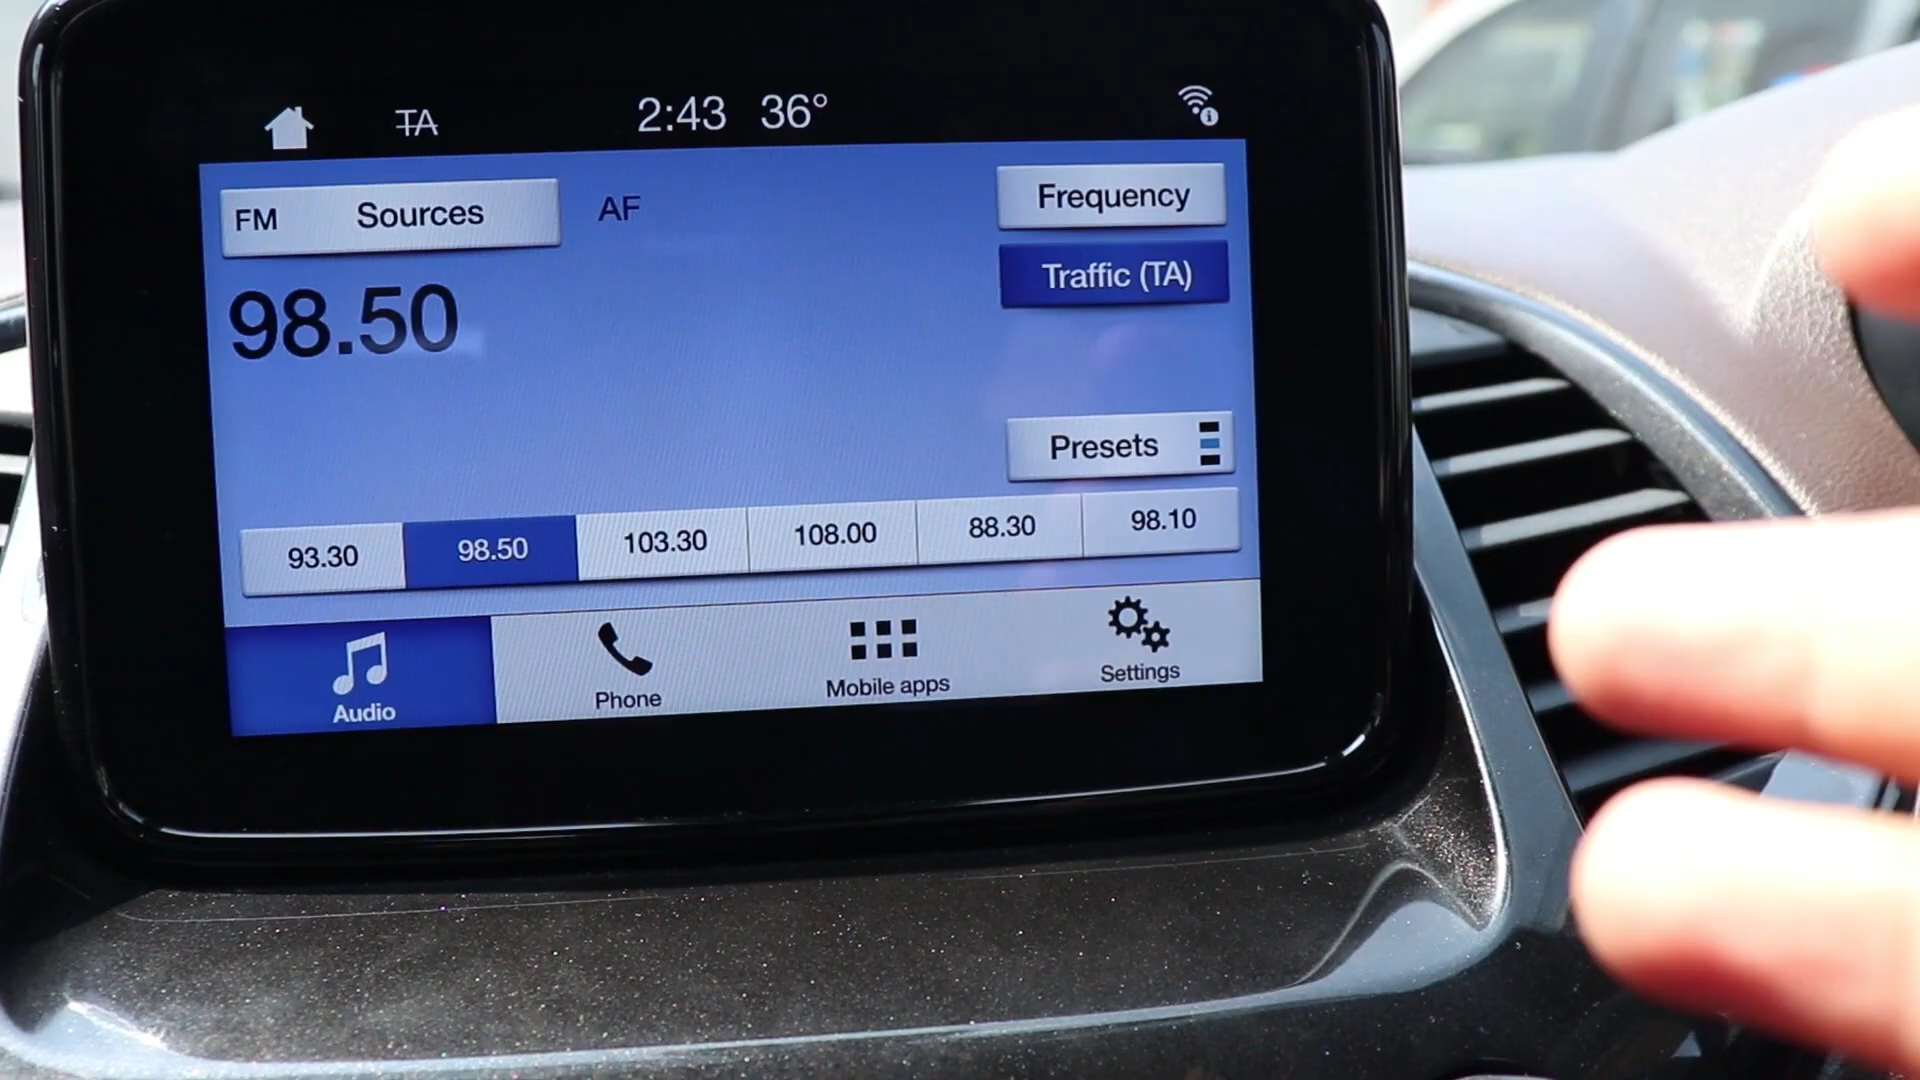 TA 2:43 36°
FM Sources AF Frequency
Traffic (TA)
98.50
Presets
93.30 98.50 103.30 108.00 88.30 98.10
Audio Phone Mobile apps Settings